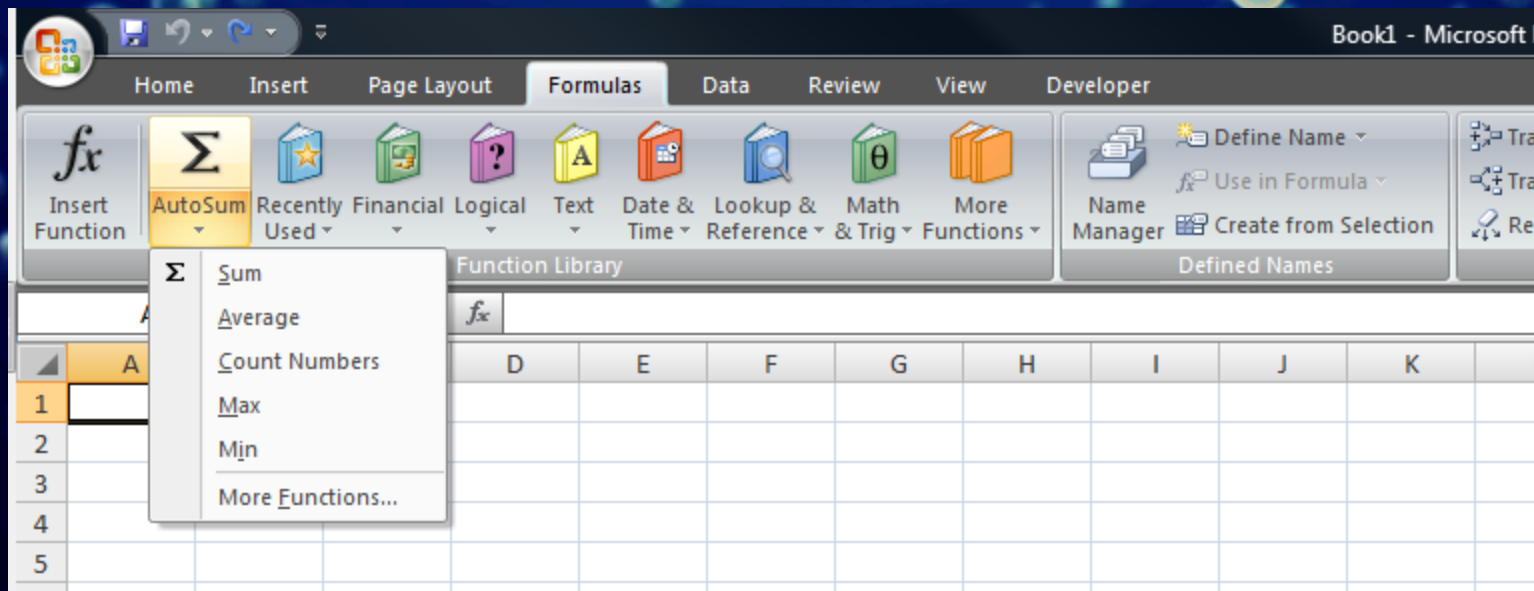 Book1 - Microsoft
Home Insert Page Layout Formulas Data Review View Developer
fx Σ ? A θ Define Name
Use in Formula
Insert Function AutoSum Recently Used Financial Logical Text Date & Time Lookup & Reference Math & Trig More Functions Name Manager Create from Selection
Function Library Defined Names
Σ Sum
Average
Count Numbers
Max
Min
More Functions...
fx
A D E F G H I J K
1
2
3
4
5